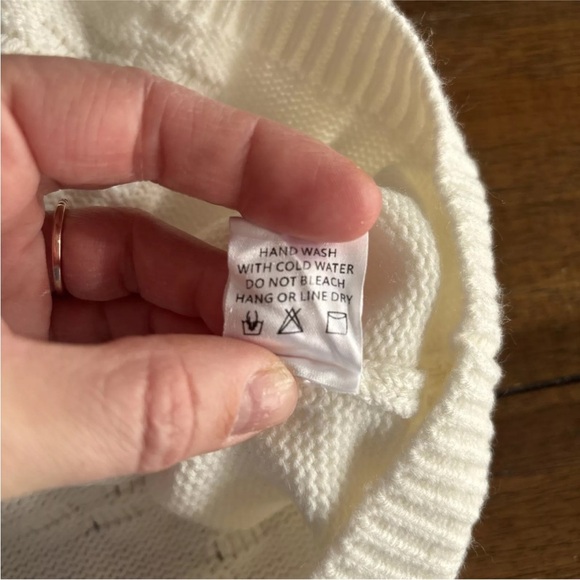 HAND WASH
WITH COLD WATER
DO NOT BLEACH
HANG OR LINE DRY